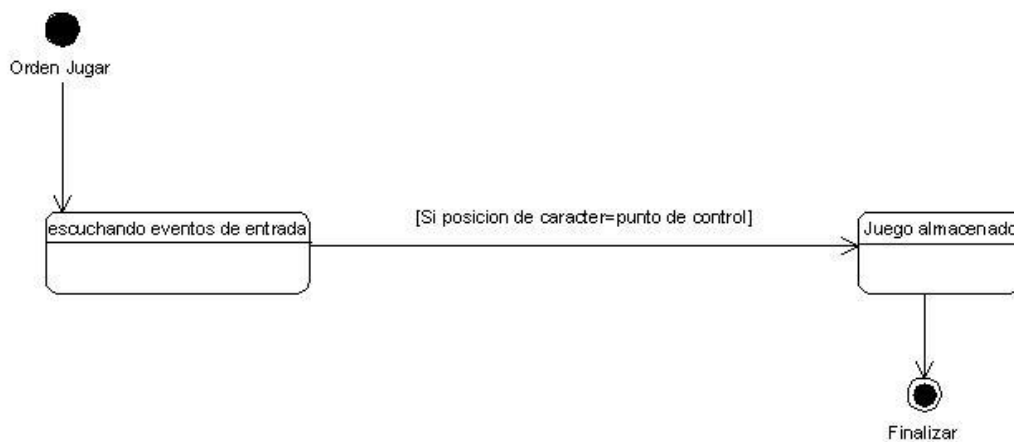 Orden Jugar
escuchando eventos de entrada
[Si posicion de caracter=punto de control]
Juego almacenado
Finalizar